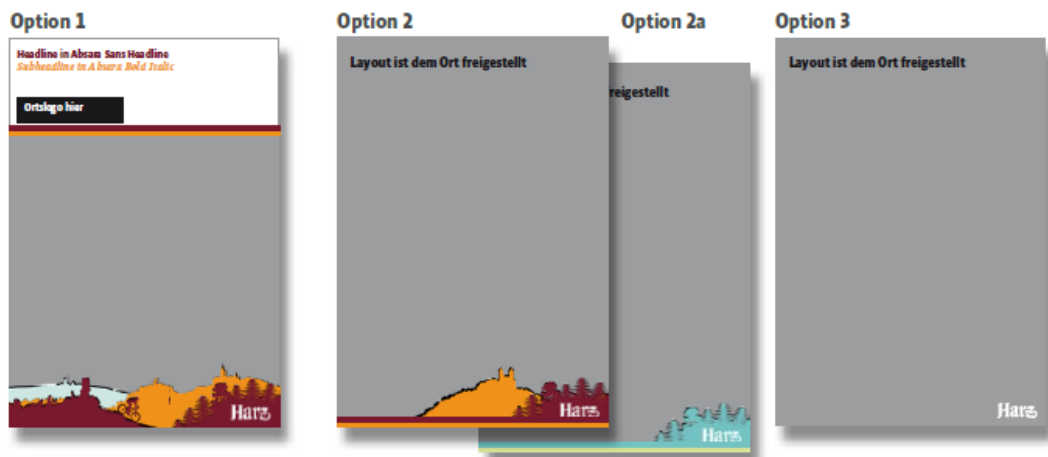 Option 1
Headline in Absara Sans Headline
Subheadline in Absara Bold Italic
Ortslogo hier
Harz
Option 2
Layout ist dem Ort freigestellt
Harz
Option 2a
freigestellt
Harz
Option 3
Layout ist dem Ort freigestellt
Harz